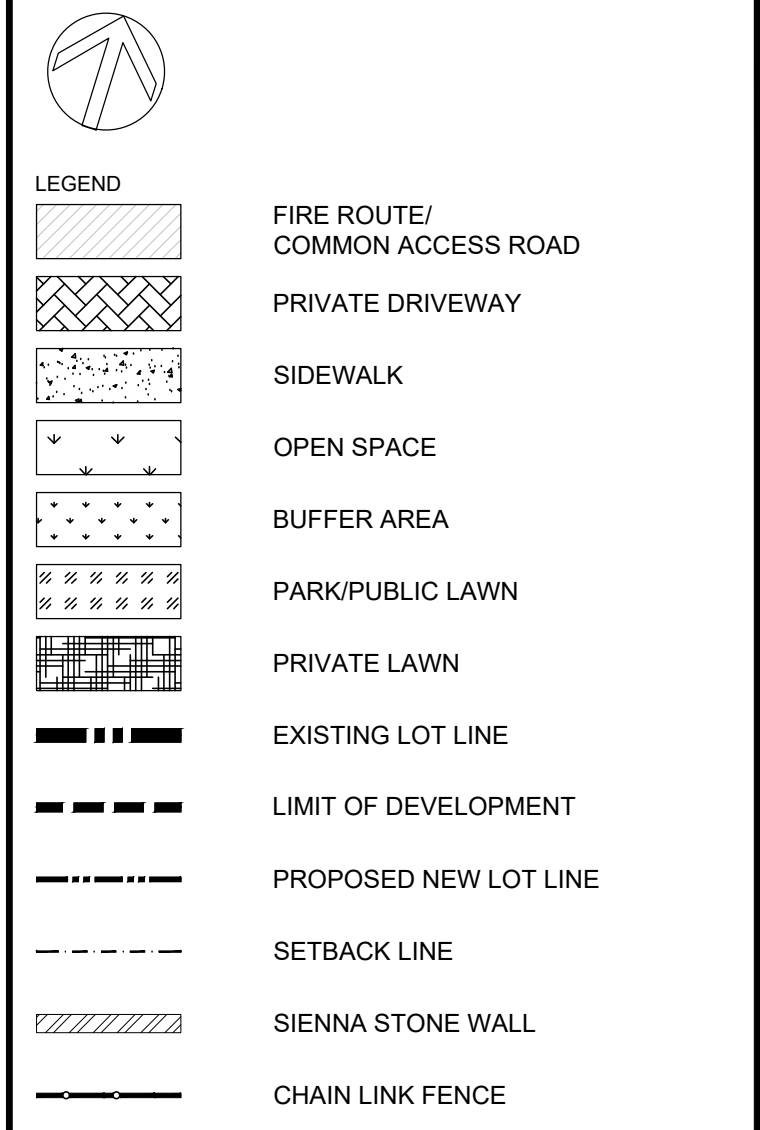 LEGEND
FIRE ROUTE/
COMMON ACCESS ROAD
PRIVATE DRIVEWAY
SIDEWALK
OPEN SPACE
BUFFER AREA
PARK/PUBLIC LAWN
PRIVATE LAWN
EXISTING LOT LINE
LIMIT OF DEVELOPMENT
PROPOSED NEW LOT LINE
SETBACK LINE
SIENNA STONE WALL
CHAIN LINK FENCE